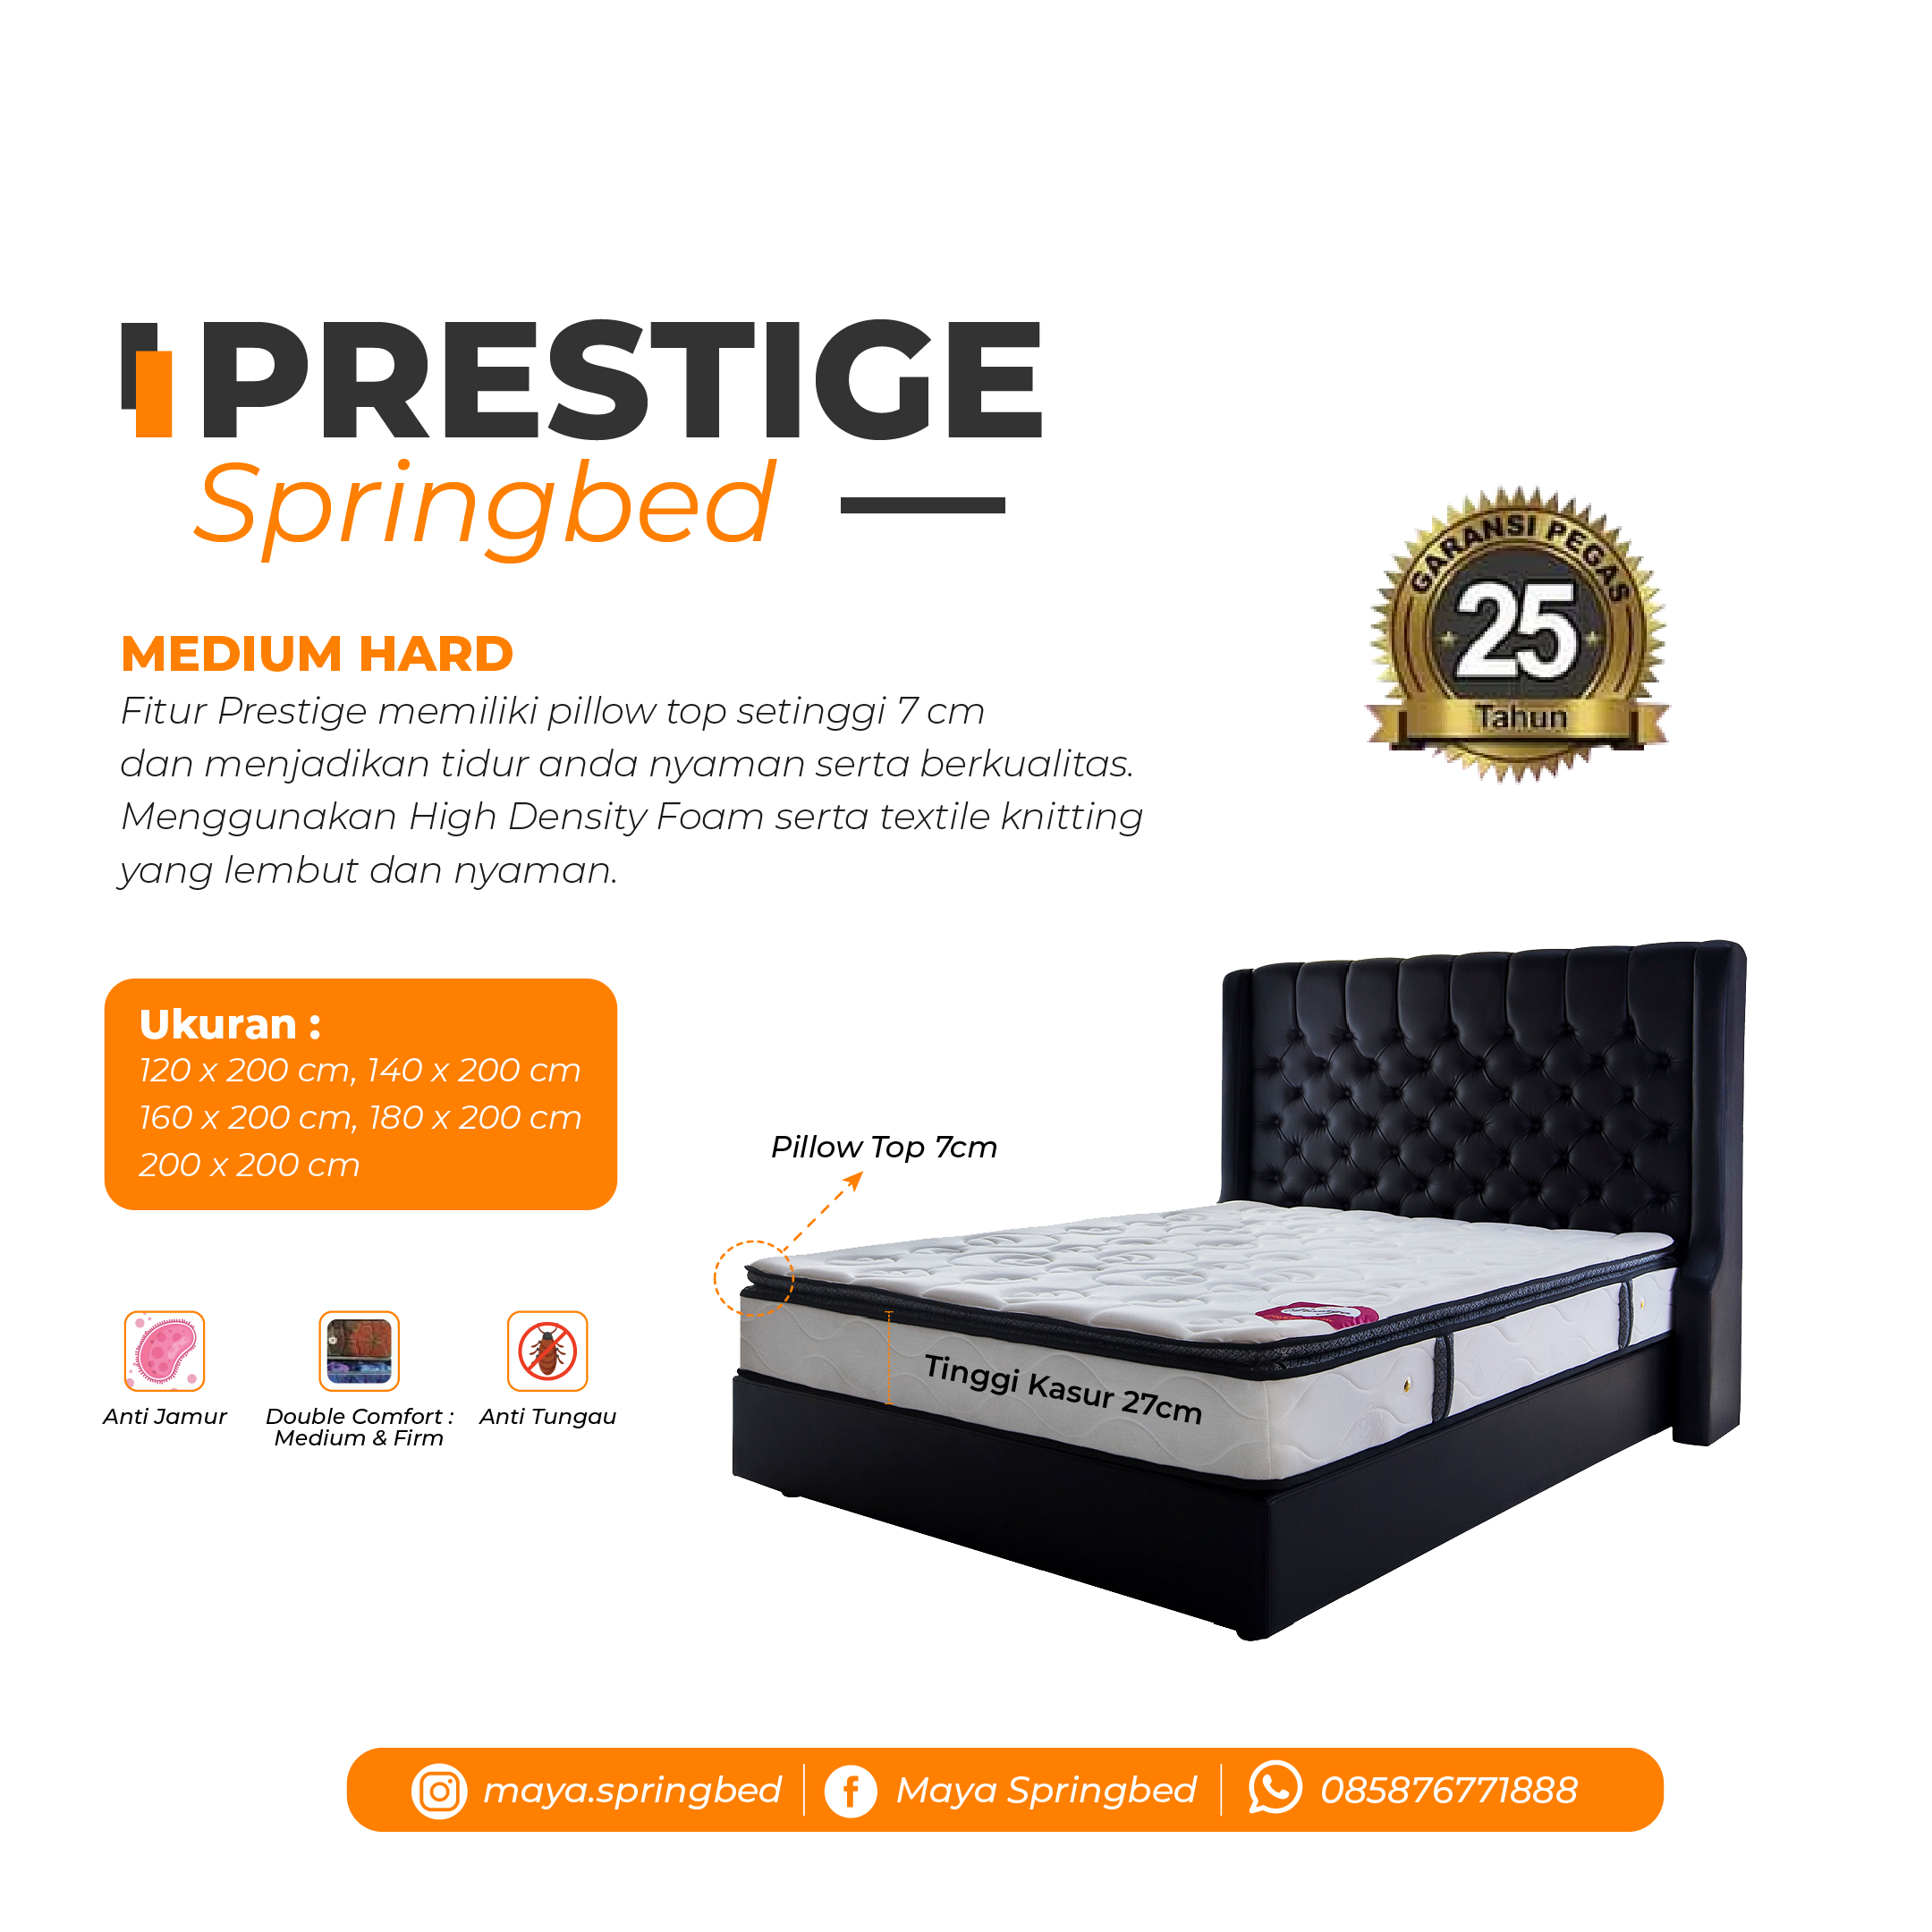 PRESTIGE
Springbed
GARANSI PEGAS
25
Tahun
MEDIUM HARD
Fitur Prestige memiliki pillow top setinggi 7 cm
dan menjadikan tidur anda nyaman serta berkualitas.
Menggunakan High Density Foam serta textile knitting
yang lembut dan nyaman.
Ukuran :
120 x 200 cm, 140 x 200 cm
160 x 200 cm, 180 x 200 cm
200 x 200 cm
Pillow Top 7cm
Tinggi Kasur 27cm
Anti Jamur
Double Comfort :
Medium & Firm
Anti Tungau
maya.springbed
Maya Springbed
085876771888